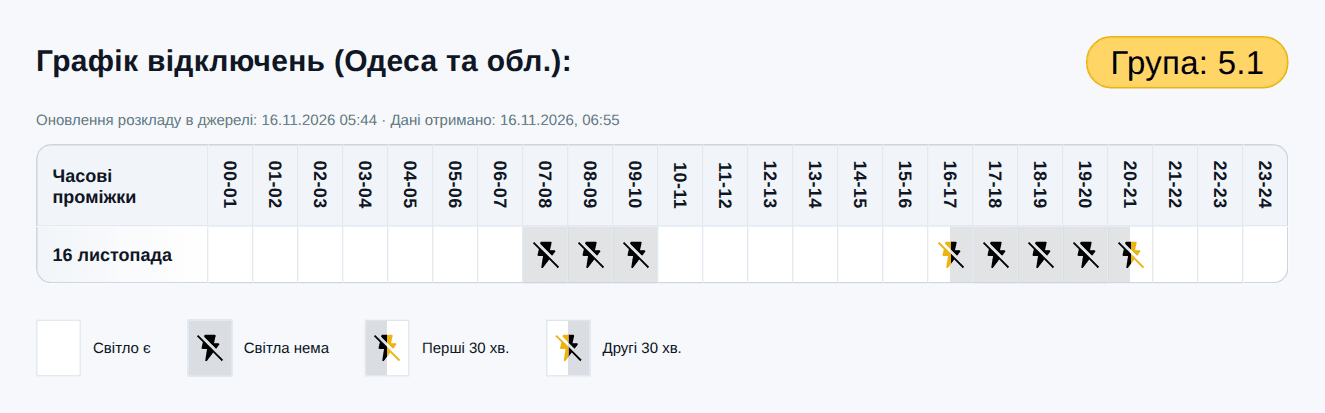 Графік відключень (Одеса та обл.):
Група: 5.1
Оновлення розкладу в джерелі: 16.11.2026 05:44 · Дані отримано: 16.11.2026, 06:55
Часові
проміжки
00-01
01-02
02-03
03-04
04-05
05-06
06-07
07-08
08-09
09-10
10-11
11-12
12-13
13-14
14-15
15-16
16-17
17-18
18-19
19-20
20-21
21-22
22-23
23-24
16 листопада
Світло є
Світла нема
Перші 30 хв.
Другі 30 хв.